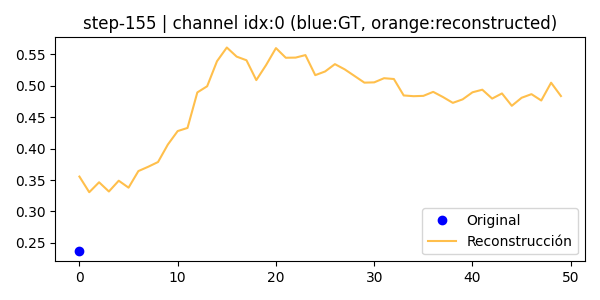 step-155 | channel idx:0 (blue:GT, orange:reconstructed)
0.55
0.50
0.45
0.40
0.35
0.30
0.25
0 10 20 30 40 50
Original
Reconstrucción